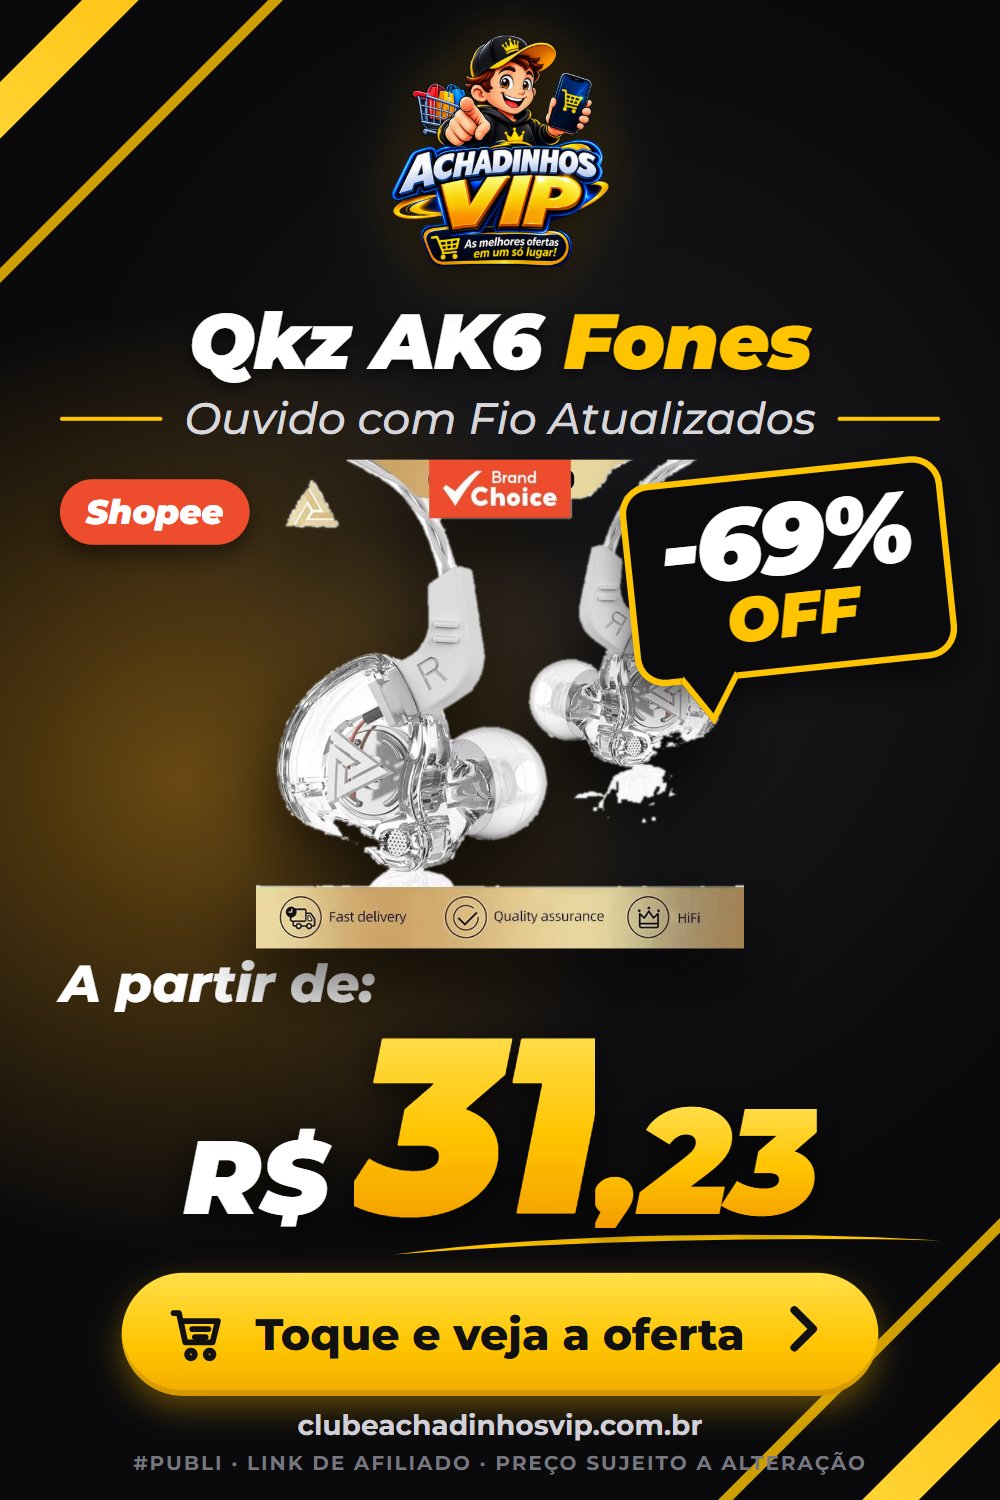 ACHADINHOS
VIP
As melhores ofertas
em um só lugar!
Qkz AK6 Fones
Ouvido com Fio Atualizados
Shopee
Brand
Choice
-69%
OFF
R
R
Fast delivery
Quality assurance
HiFi
A partir de:
R$ 31,23
Toque e veja a oferta
clubeachadinhosvip.com.br
#PUBLI · LINK DE AFILIADO · PREÇO SUJEITO A ALTERAÇÃO